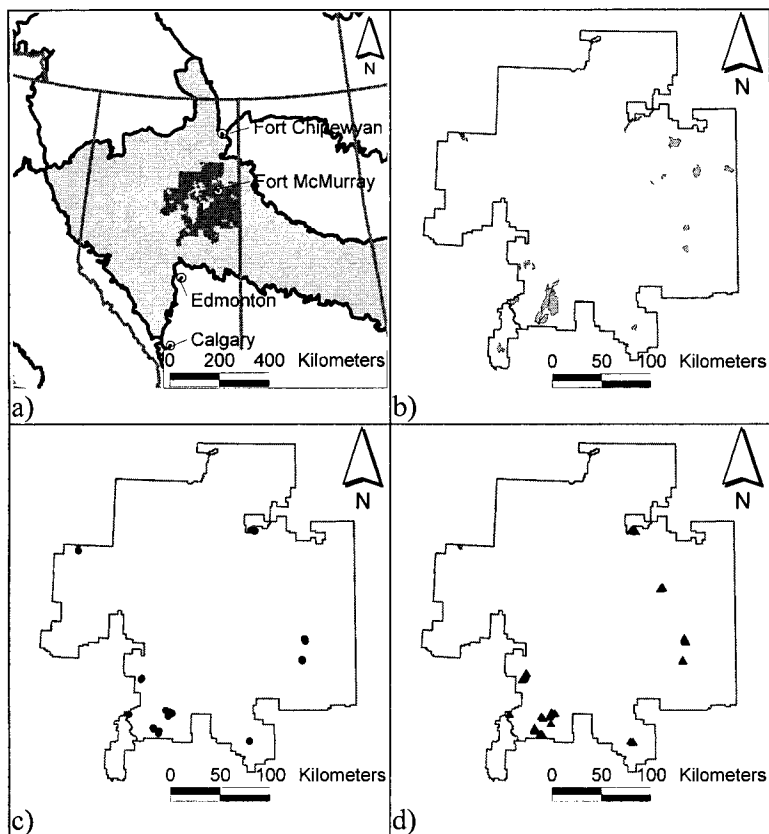 N
Fort Chipewyan
Fort McMurray
Edmonton
Calgary
0 200 400 Kilometers
a)
N
0 50 100 Kilometers
b)
N
0 50 100 Kilometers
c)
N
0 50 100 Kilometers
d)